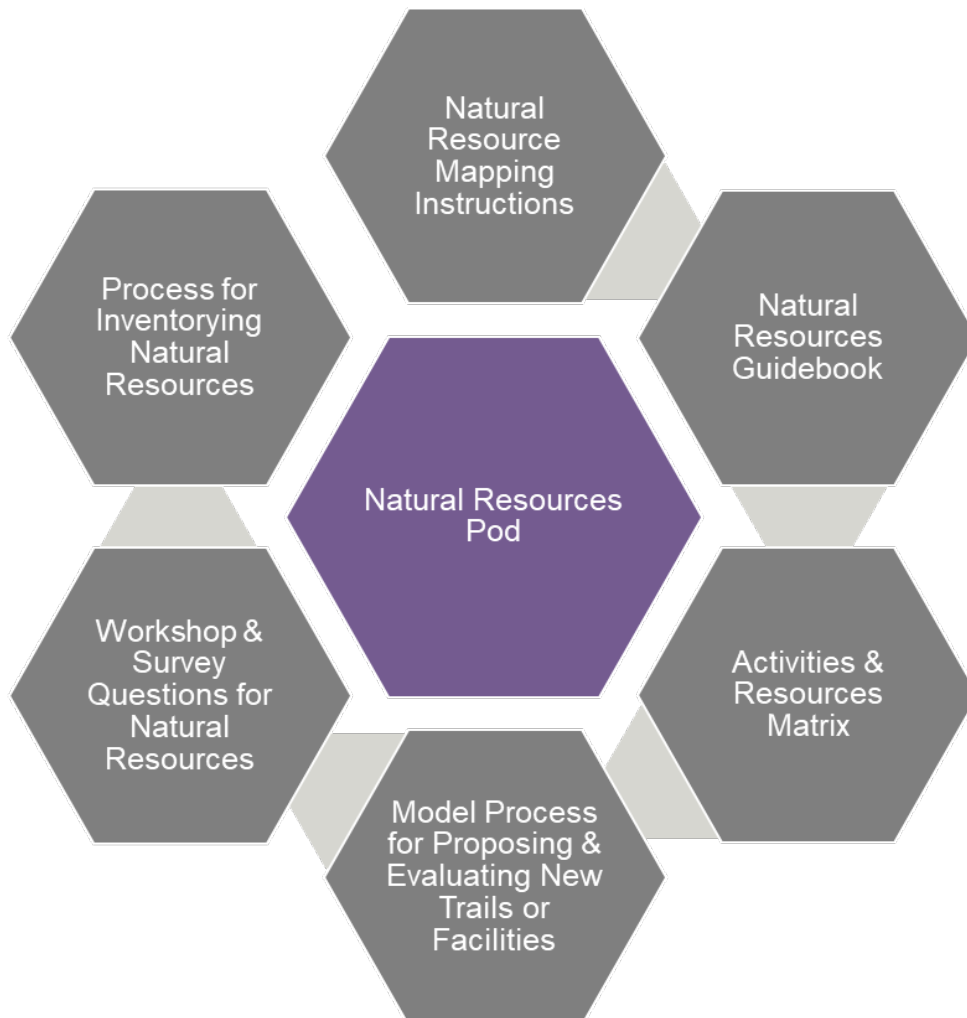 Natural
Resource
Mapping
Instructions
Process for
Inventorying
Natural
Resources
Natural
Resources
Guidebook
Natural Resources
Pod
Workshop &
Survey
Questions for
Natural
Resources
Activities &
Resources
Matrix
Model Process
for Proposing &
Evaluating New
Trails or
Facilities